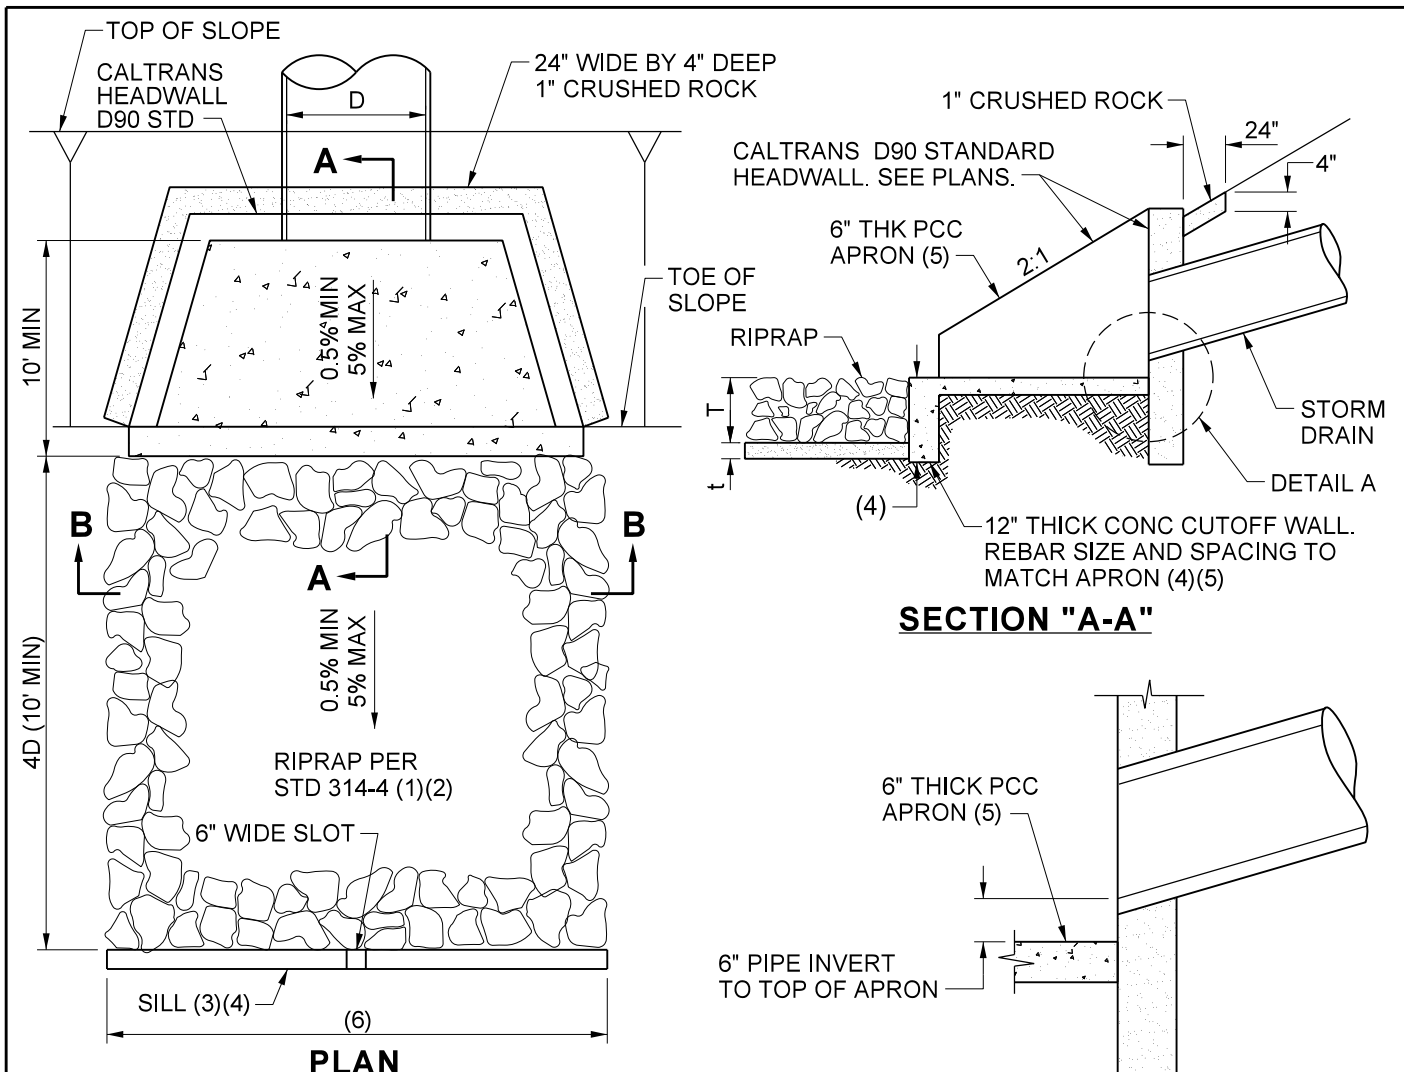 TOP OF SLOPE
CALTRANS
HEADWALL
D90 STD
D
24" WIDE BY 4" DEEP
1" CRUSHED ROCK
A
10' MIN
0.5% MIN
5% MAX
TOE OF
SLOPE
B
B
A
4D (10' MIN)
0.5% MIN
5% MAX
RIPRAP PER
STD 314-4 (1)(2)
6" WIDE SLOT
SILL (3)(4)
(6)
PLAN
1" CRUSHED ROCK
24"
4"
CALTRANS D90 STANDARD
HEADWALL. SEE PLANS.
6" THK PCC
APRON (5)
2:1
RIPRAP
T
t
STORM
DRAIN
DETAIL A
(4)
12" THICK CONC CUTOFF WALL.
REBAR SIZE AND SPACING TO
MATCH APRON (4)(5)
SECTION "A-A"
6" THICK PCC
APRON (5)
6" PIPE INVERT
TO TOP OF APRON